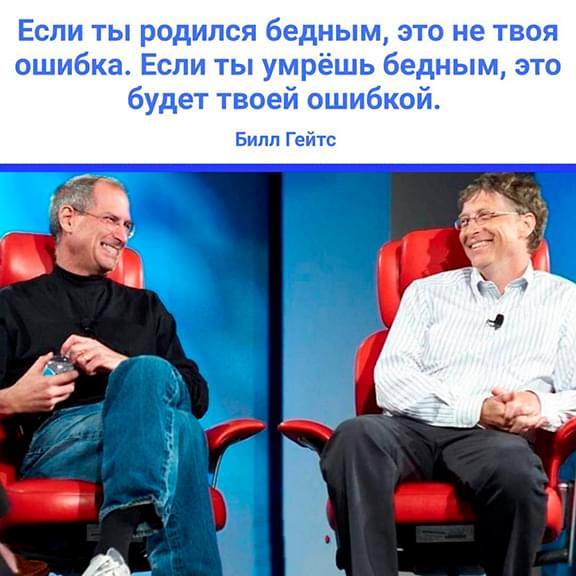 Если ты родился бедным, это не твоя
ошибка. Если ты умрёшь бедным, это
будет твоей ошибкой.
Билл Гейтс